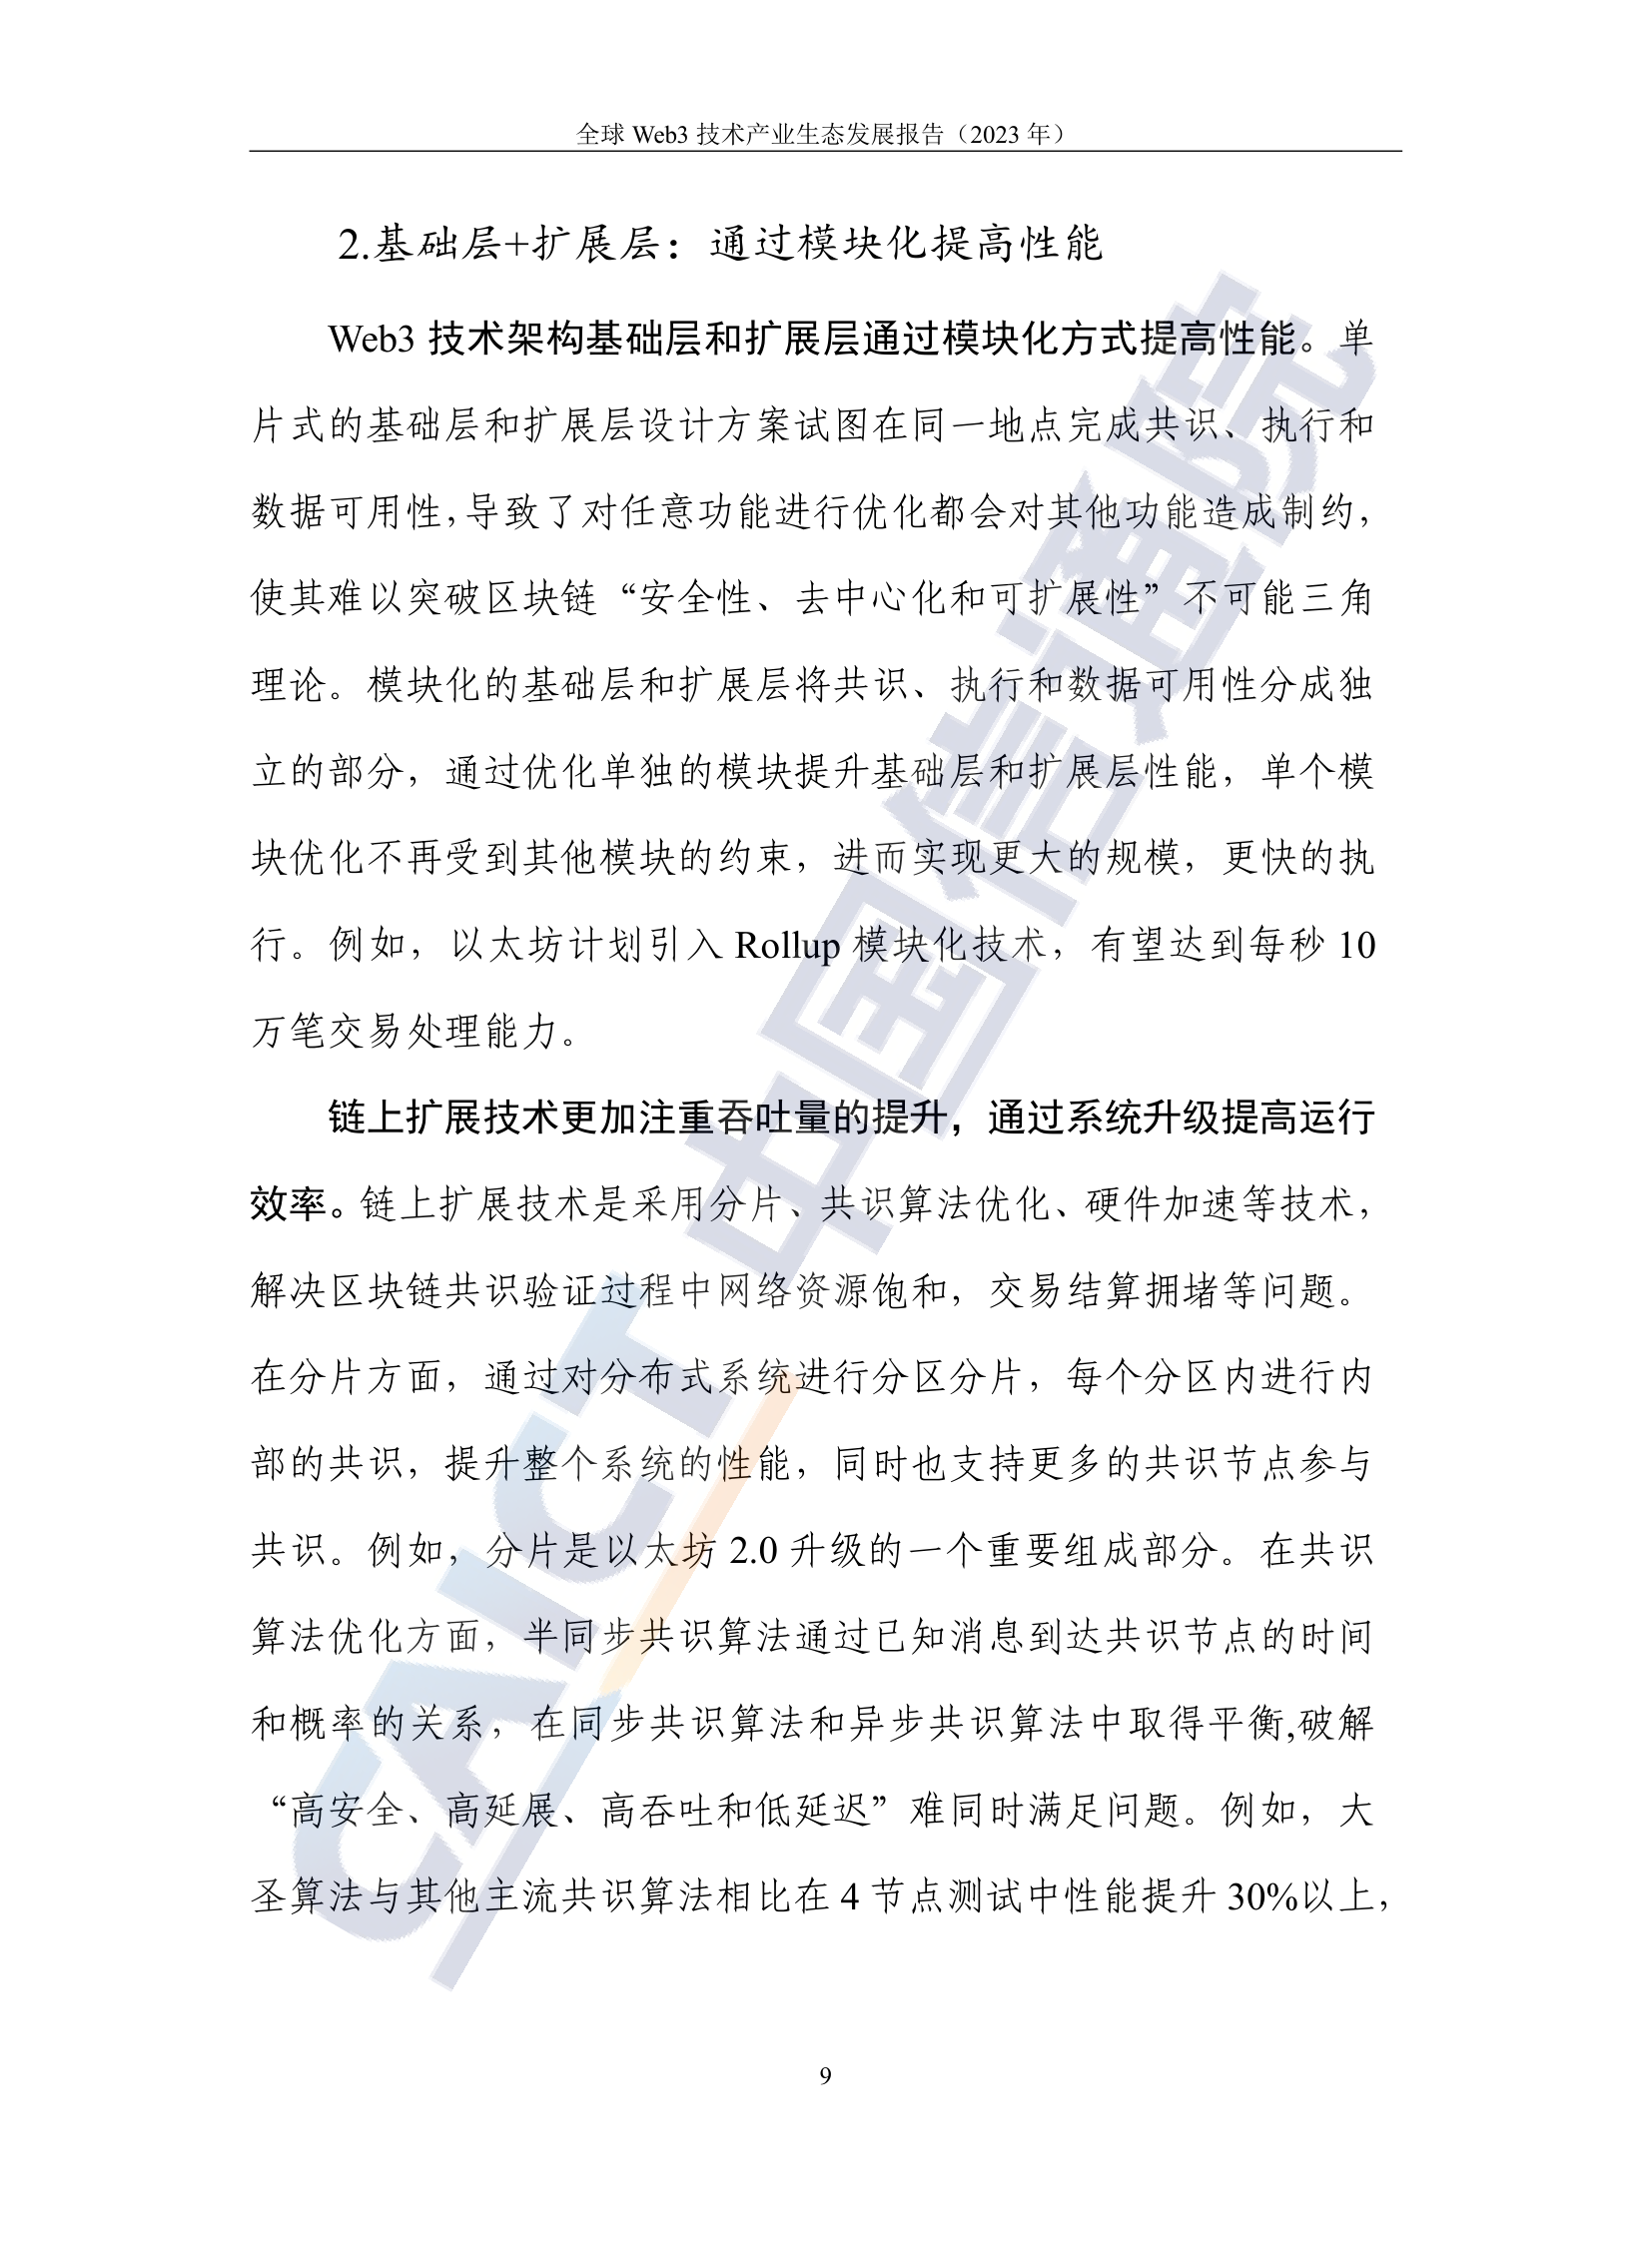 全球 Web3 技术产业生态发展报告（2023 年）
2.基础层+扩展层：通过模块化提高性能
Web3 技术架构基础层和扩展层通过模块化方式提高性能。单
片式的基础层和扩展层设计方案试图在同一地点完成共识、执行和
数据可用性，导致了对任意功能进行优化都会对其他功能造成制约，
使其难以突破区块链“安全性、去中心化和可扩展性”不可能三角
理论。模块化的基础层和扩展层将共识、执行和数据可用性分成独
立的部分，通过优化单独的模块提升基础层和扩展层性能，单个模
块优化不再受到其他模块的约束，进而实现更大的规模，更快的执
行。例如，以太坊计划引入 Rollup 模块化技术，有望达到每秒 10
万笔交易处理能力。
链上扩展技术更加注重吞吐量的提升，通过系统升级提高运行
效率。链上扩展技术是采用分片、共识算法优化、硬件加速等技术，
解决区块链共识验证过程中网络资源饱和，交易结算拥堵等问题。
在分片方面，通过对分布式系统进行分区分片，每个分区内进行内
部的共识，提升整个系统的性能，同时也支持更多的共识节点参与
共识。例如，分片是以太坊 2.0 升级的一个重要组成部分。在共识
算法优化方面，半同步共识算法通过已知消息到达共识节点的时间
和概率的关系，在同步共识算法和异步共识算法中取得平衡,破解
“高安全、高延展、高吞吐和低延迟”难同时满足问题。例如，大
圣算法与其他主流共识算法相比在 4 节点测试中性能提升 30%以上，
9
CAICT 中国信通院